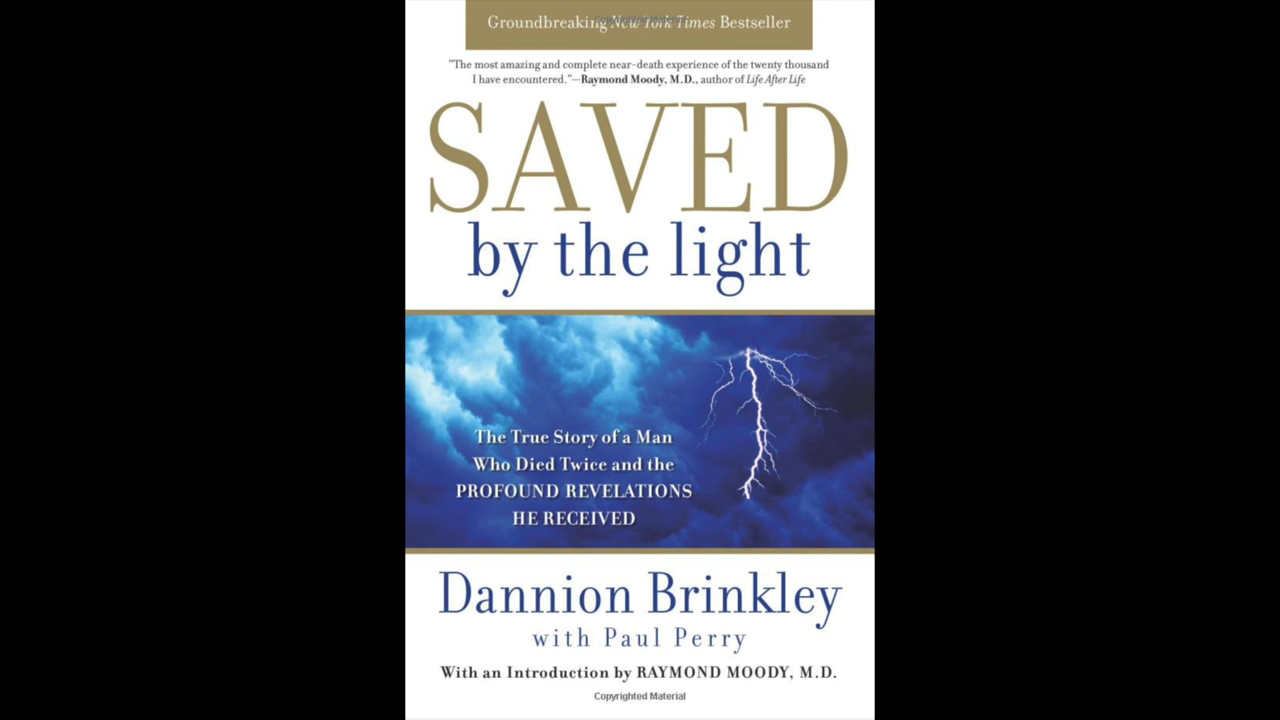 Groundbreaking New York Times Bestseller
"The most amazing and complete near-death experience of the twenty thousand
I have encountered."—Raymond Moody, M.D., author of Life After Life
SAVED
by the light
The True Story of a Man
Who Died Twice and the
PROFOUND REVELATIONS
HE RECEIVED
Dannion Brinkley
with Paul Perry
With an Introduction by RAYMOND MOODY, M.D.
Copyrighted Material